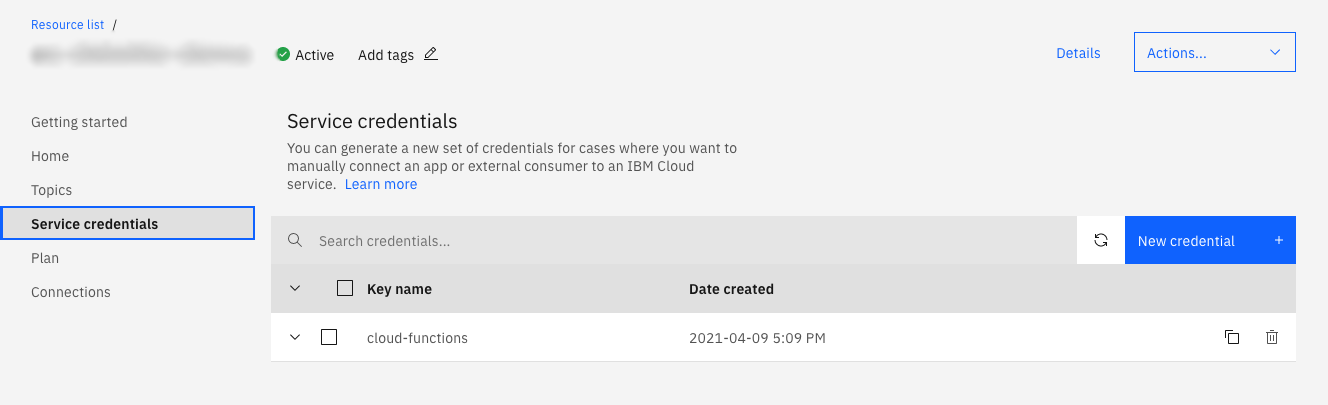 Resource list /
Active Add tags Details Actions...
Getting started
Home
Topics
Service credentials
Plan
Connections
Service credentials
You can generate a new set of credentials for cases where you want to
manually connect an app or external consumer to an IBM Cloud
service. Learn more
Search credentials... New credential +
Key name Date created
cloud-functions 2021-04-09 5:09 PM